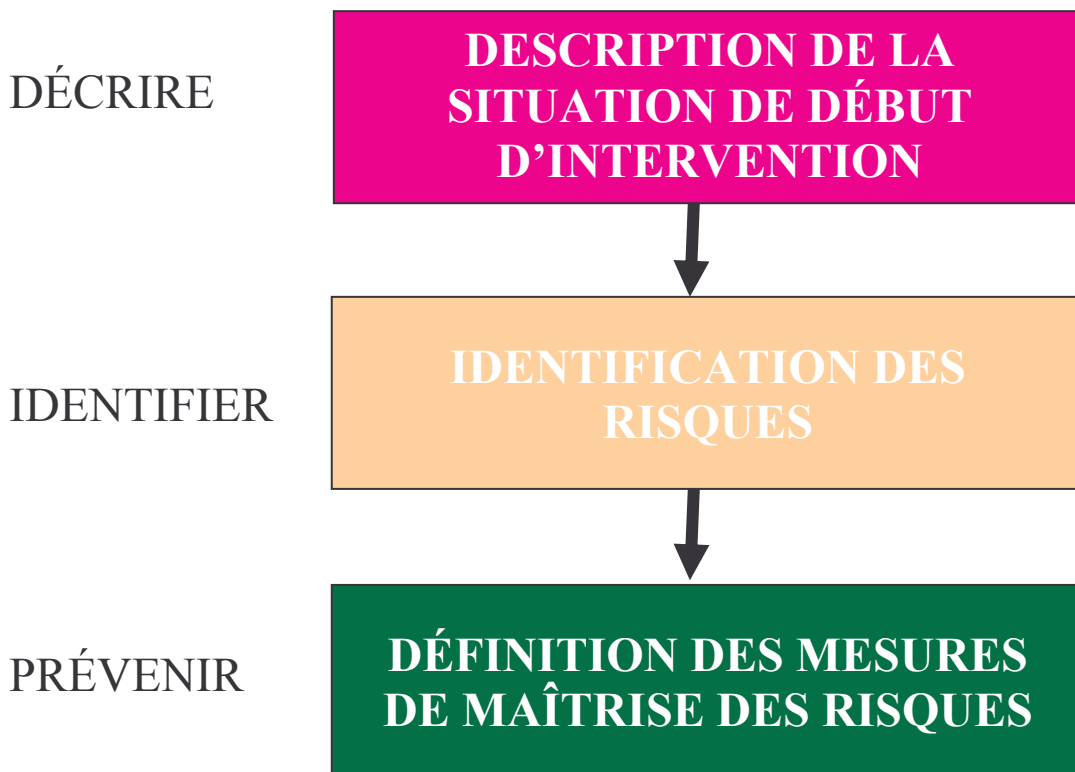 DÉCRIRE
DESCRIPTION DE LA
SITUATION DE DÉBUT
D’INTERVENTION
IDENTIFIER
IDENTIFICATION DES
RISQUES
PRÉVENIR
DÉFINITION DES MESURES
DE MAÎTRISE DES RISQUES